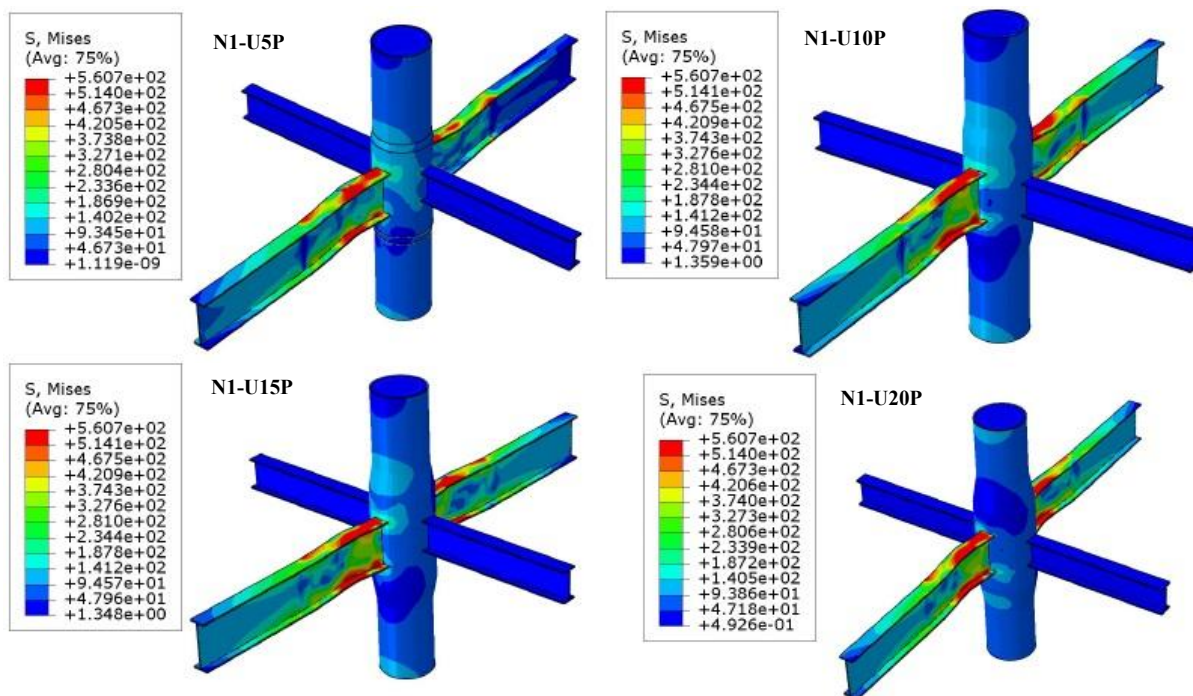 S, Mises
(Avg: 75%)
+5.607e+02
+5.140e+02
+4.673e+02
+4.205e+02
+3.738e+02
+3.271e+02
+2.804e+02
+2.336e+02
+1.869e+02
+1.402e+02
+9.345e+01
+4.673e+01
+1.119e-09
N1-U5P
S, Mises
(Avg: 75%)
+5.607e+02
+5.141e+02
+4.675e+02
+4.209e+02
+3.743e+02
+3.276e+02
+2.810e+02
+2.344e+02
+1.878e+02
+1.412e+02
+9.458e+01
+4.797e+01
+1.359e+00
N1-U10P
S, Mises
(Avg: 75%)
+5.607e+02
+5.141e+02
+4.675e+02
+4.209e+02
+3.743e+02
+3.276e+02
+2.810e+02
+2.344e+02
+1.878e+02
+1.412e+02
+9.457e+01
+4.796e+01
+1.348e+00
N1-U15P
S, Mises
(Avg: 75%)
+5.607e+02
+5.140e+02
+4.673e+02
+4.206e+02
+3.740e+02
+3.273e+02
+2.806e+02
+2.339e+02
+1.872e+02
+1.405e+02
+9.386e+01
+4.718e+01
+4.926e-01
N1-U20P